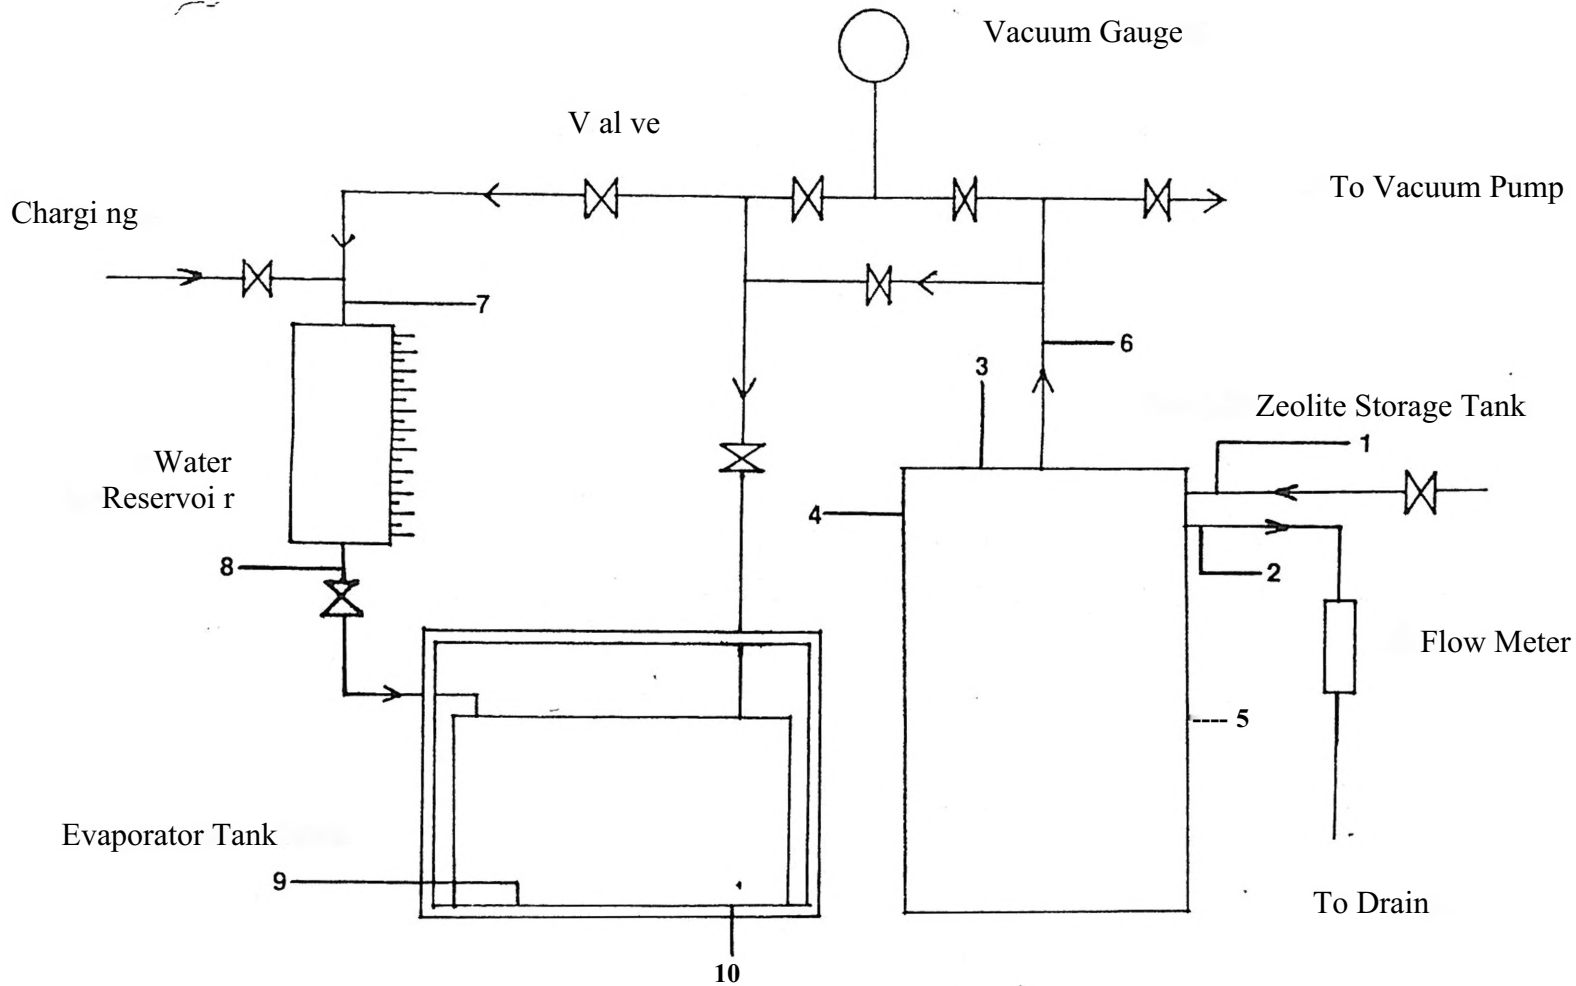 Vacuum Gauge
V al ve
To Vacuum Pump
Chargi ng
7
6
3
Zeolite Storage Tank
1
Water
Reservoi r
4
8
2
Flow Meter
5
Evaporator Tank
9
To Drain
10